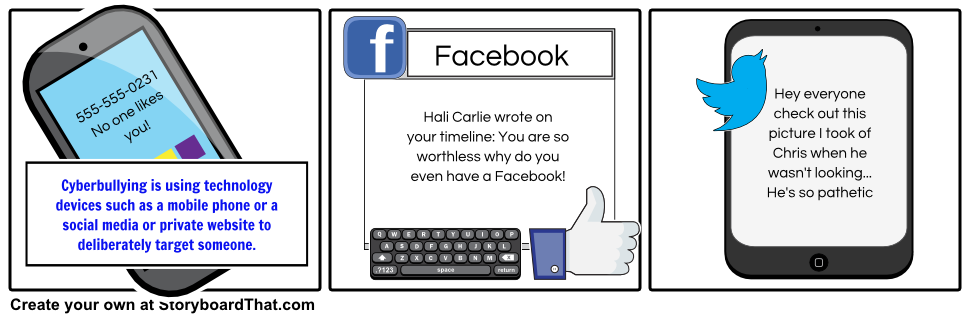 555-555-0231
No one likes
you!
Cyberbullying is using technology
devices such as a mobile phone or a
social media or private website to
deliberately target someone.
f
Facebook
Hali Carlie wrote on
your timeline: You are so
worthless why do you
even have a Facebook!
Q W E R T Y U I O P
A S D F G H J K L
Z X C V B N M
.?123 space return
Hey everyone
check out this
picture I took of
Chris when he
wasn't looking...
He's so pathetic
Create your own at StoryboardThat.com